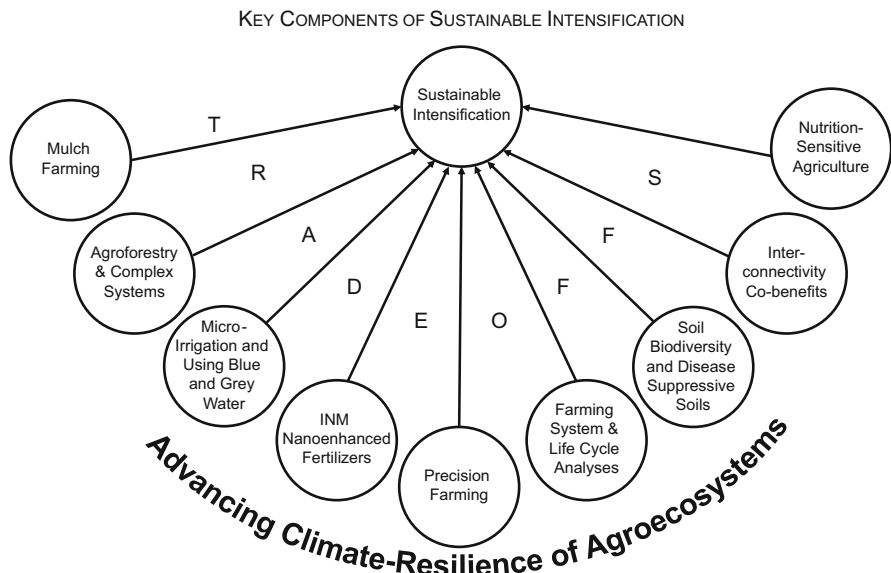 KEY COMPONENTS OF SUSTAINABLE INTENSIFICATION
Sustainable
Intensification
Mulch
Farming
Nutrition-
Sensitive
Agriculture
T
R
A
D
E
O
F
F
S
Agroforestry
& Complex
Systems
Inter-
connectivity
Co-benefits
Micro-
Irrigation and
Using Blue
and Grey
Water
Soil
Biodiversity
and Disease
Suppressive
Soils
INM
Nanoenhanced
Fertilizers
Farming
System &
Life Cycle
Analyses
Precision
Farming
Advancing Climate-Resilience of Agroecosystems